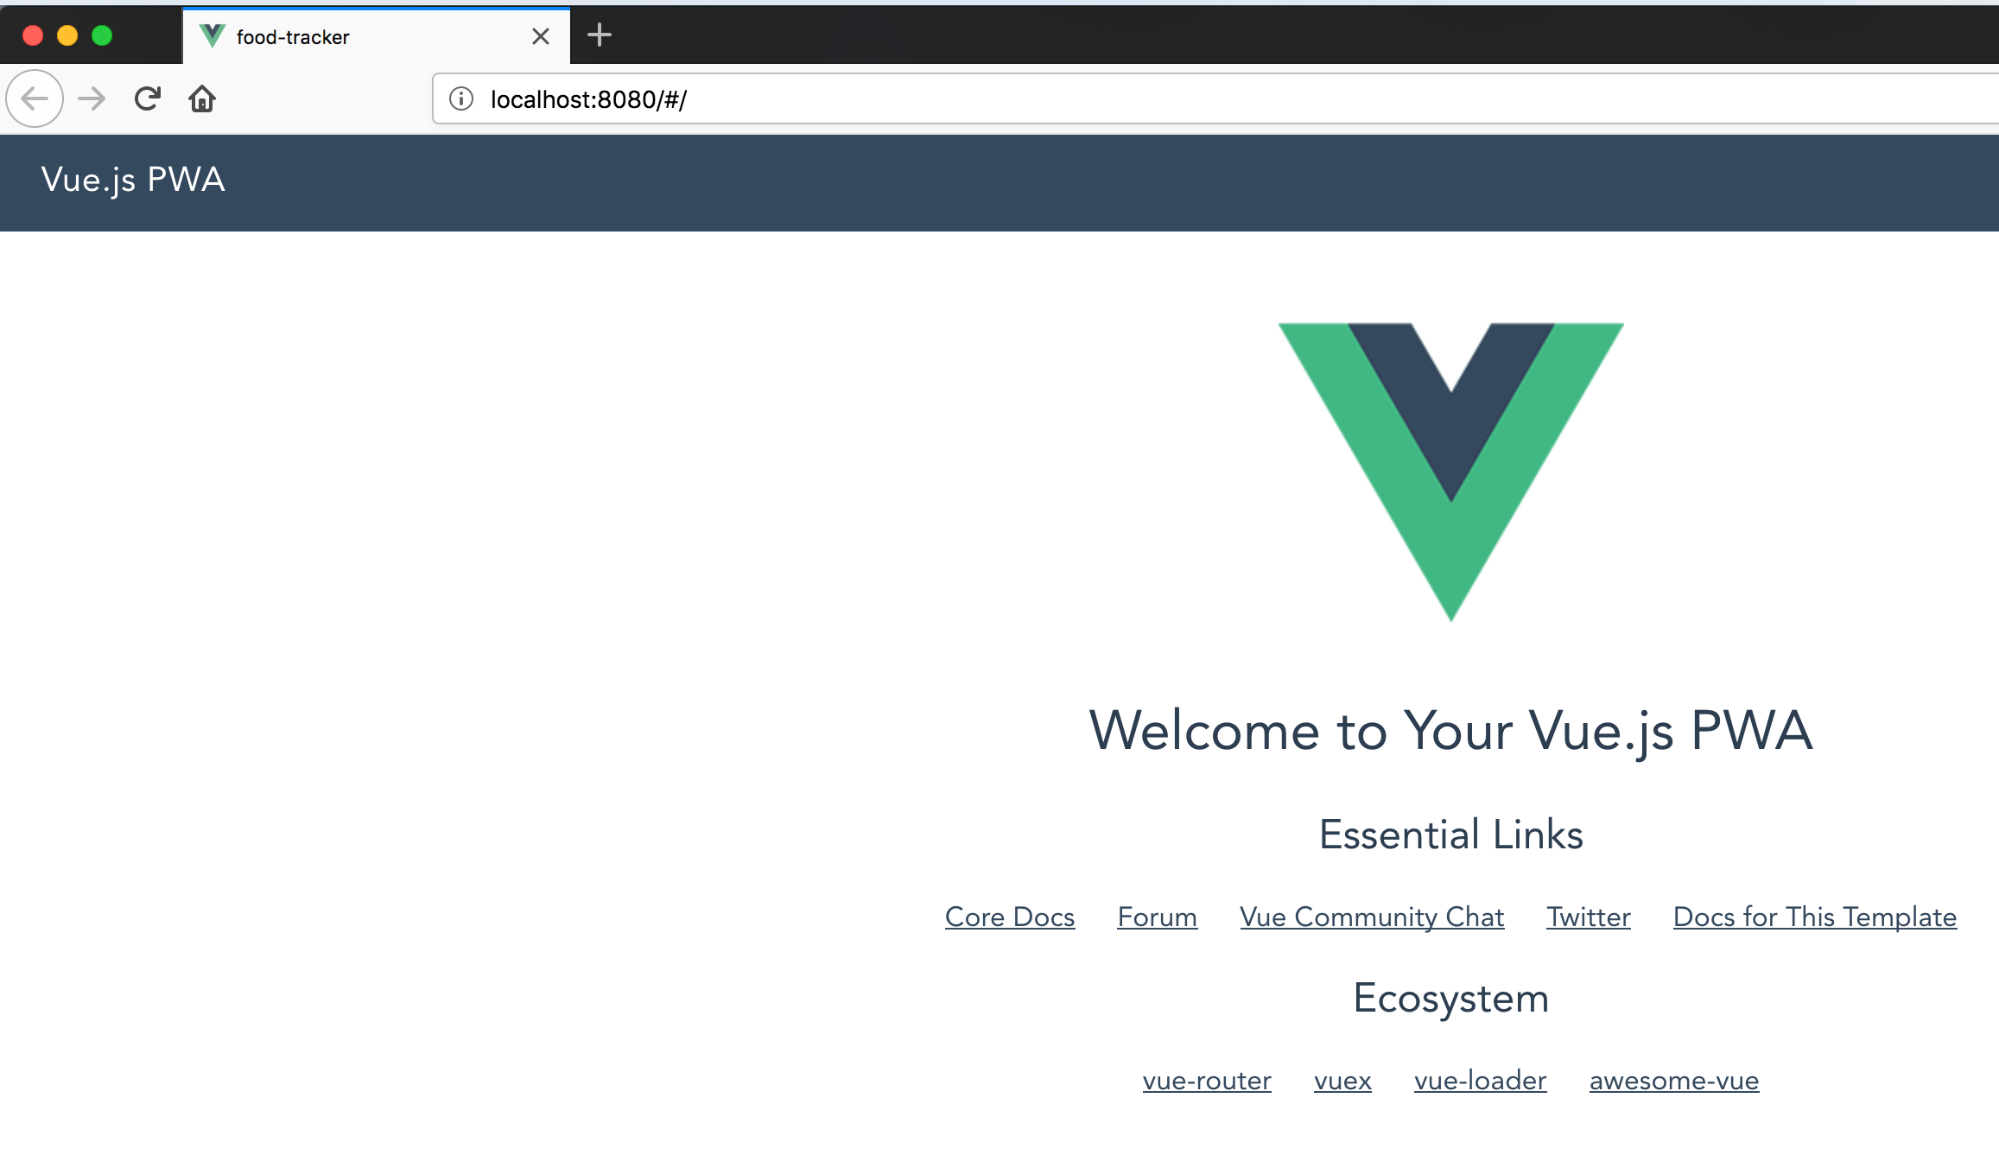 food-tracker
localhost:8080/#/
Vue.js PWA
Welcome to Your Vue.js PWA
Essential Links
Core Docs Forum Vue Community Chat Twitter Docs for This Template
Ecosystem
vue-router vuex vue-loader awesome-vue